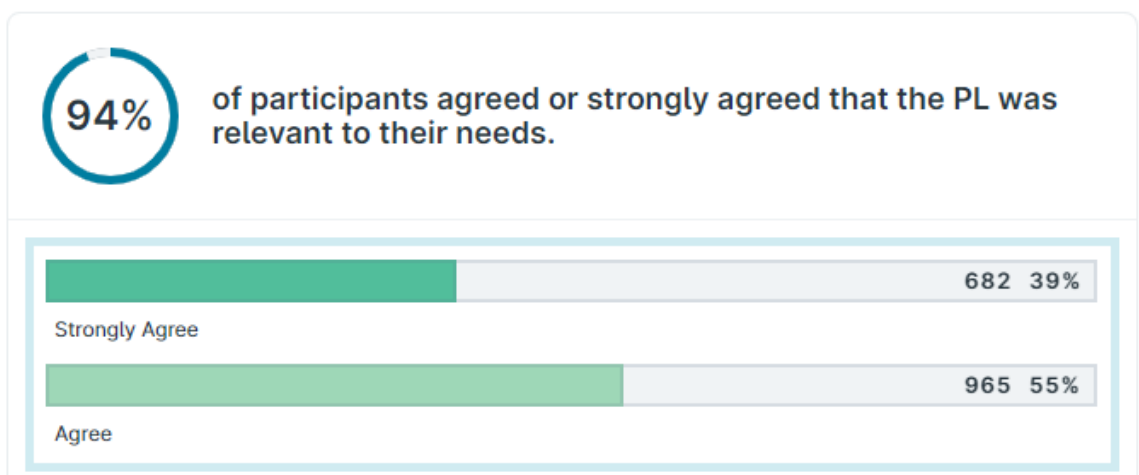 94%
of participants agreed or strongly agreed that the PL was
relevant to their needs.
682 39%
Strongly Agree
965 55%
Agree